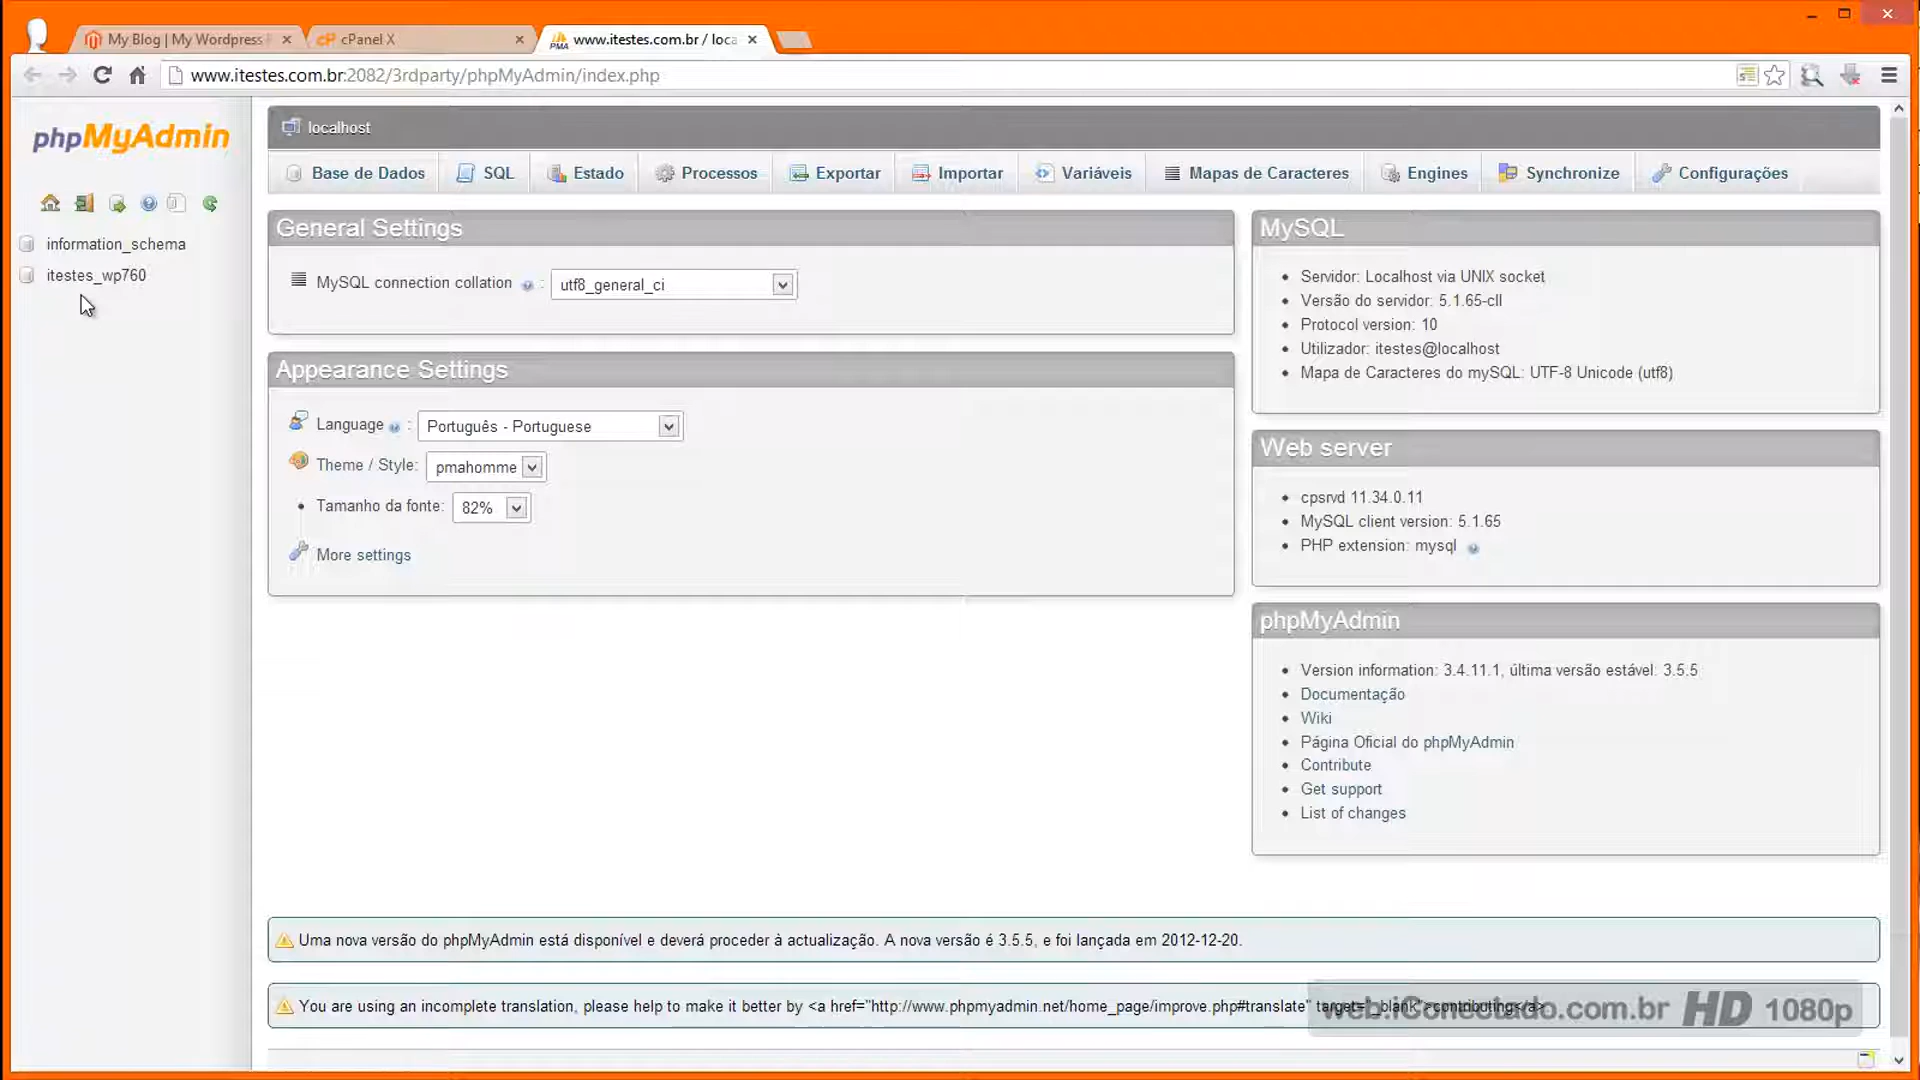 My Blog | My Wordpress
cPanel X
www.itestes.com.br / loca
www.itestes.com.br:2082/3rdparty/phpMyAdmin/index.php
phpMyAdmin
information_schema
itestes_wp760
localhost
Base de Dados SQL Estado Processos Exportar Importar Variáveis Mapas de Caracteres Engines Synchronize Configurações
General Settings
MySQL connection collation : utf8_general_ci
Appearance Settings
Language : Português - Portuguese
Theme / Style: pmahomme
Tamanho da fonte: 82%
More settings
MySQL
Servidor: Localhost via UNIX socket
Versão do servidor: 5.1.65-cll
Protocol version: 10
Utilizador: itestes@localhost
Mapa de Caracteres do mySQL: UTF-8 Unicode (utf8)
Web server
cpsrvd 11.34.0.11
MySQL client version: 5.1.65
PHP extension: mysql
phpMyAdmin
Version information: 3.4.11.1, última versão estável: 3.5.5
Documentação
Wiki
Página Oficial do phpMyAdmin
Contribute
Get support
List of changes
Uma nova versão do phpMyAdmin está disponível e deverá proceder à actualização. A nova versão é 3.5.5, e foi lançada em 2012-12-20.
You are using an incomplete translation, please help to make it better by <a href="http://www.phpmyadmin.net/home_page/improve.php#translate" target="_blank">contributing</a>
web.iConectado.com.br HD 1080p